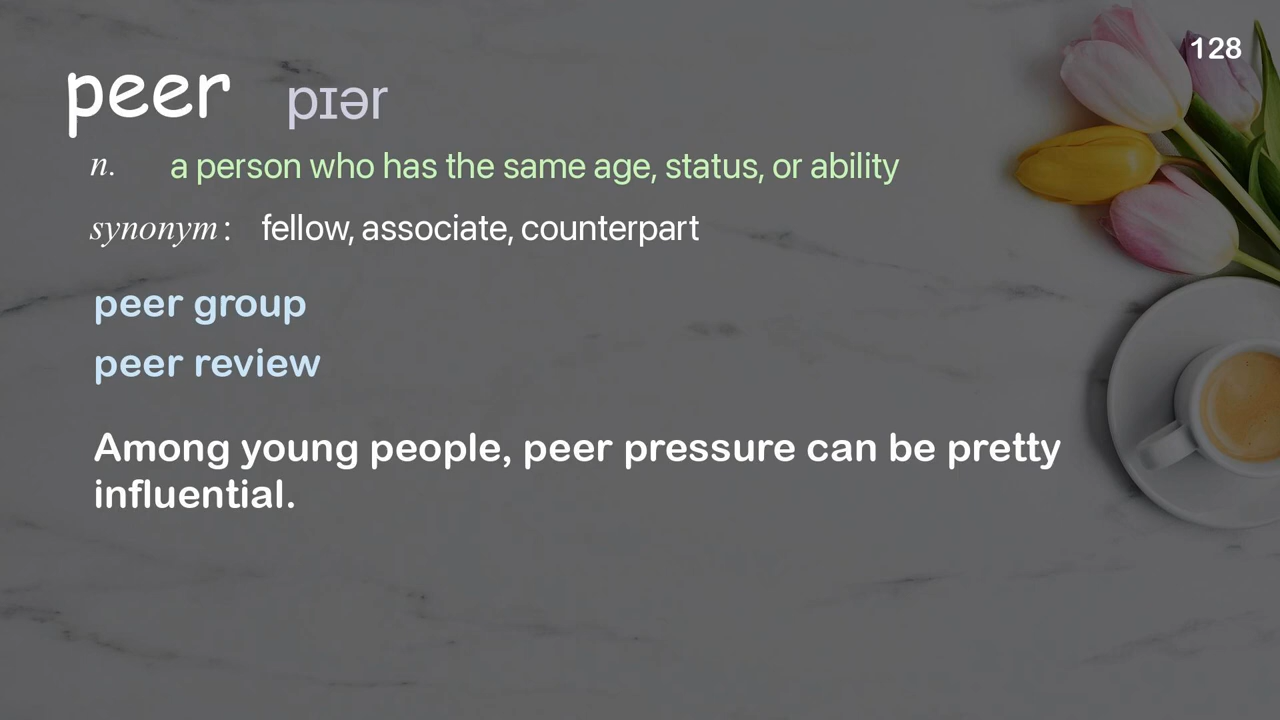 128
peer pɪər
n. a person who has the same age, status, or ability
synonym: fellow, associate, counterpart
peer group
peer review
Among young people, peer pressure can be pretty
influential.